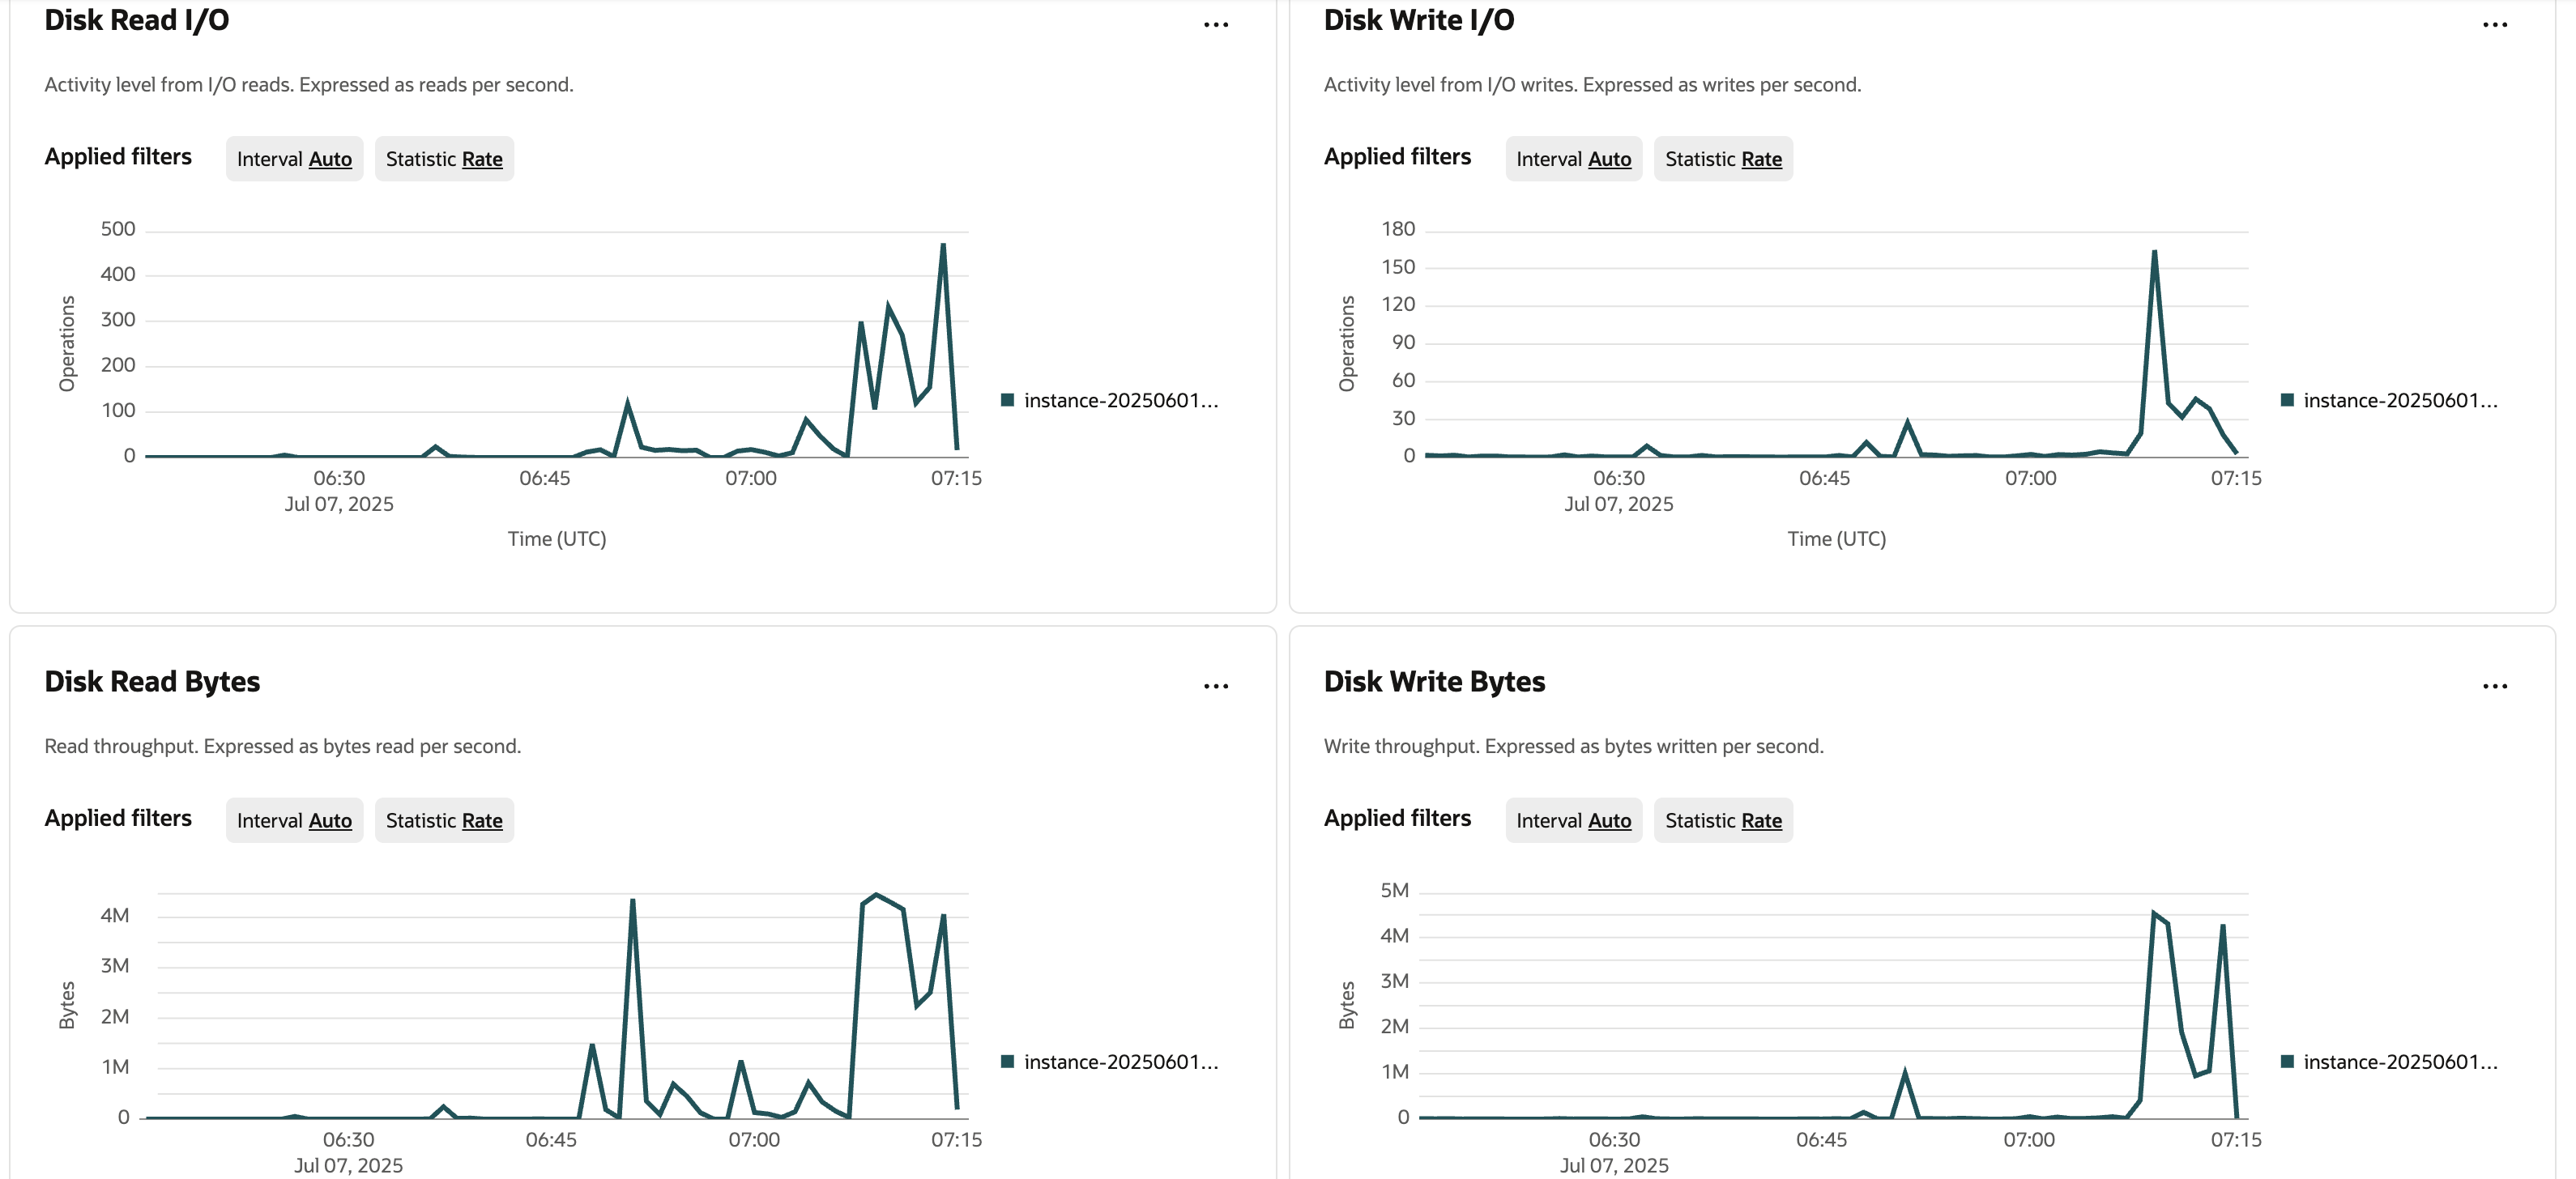 Disk Read I/O
...
Activity level from I/O reads. Expressed as reads per second.
Applied filters Interval Auto Statistic Rate
500
400
300
200
100
0
Operations
06:30 06:45 07:00 07:15
Jul 07, 2025
Time (UTC)
instance-20250601...
Disk Write I/O
...
Activity level from I/O writes. Expressed as writes per second.
Applied filters Interval Auto Statistic Rate
180
150
120
90
60
30
0
Operations
06:30 06:45 07:00 07:15
Jul 07, 2025
Time (UTC)
instance-20250601...
Disk Read Bytes
...
Read throughput. Expressed as bytes read per second.
Applied filters Interval Auto Statistic Rate
4M
3M
2M
1M
0
Bytes
06:30 06:45 07:00 07:15
Jul 07, 2025
instance-20250601...
Disk Write Bytes
...
Write throughput. Expressed as bytes written per second.
Applied filters Interval Auto Statistic Rate
5M
4M
3M
2M
1M
0
Bytes
06:30 06:45 07:00 07:15
Jul 07, 2025
instance-20250601...